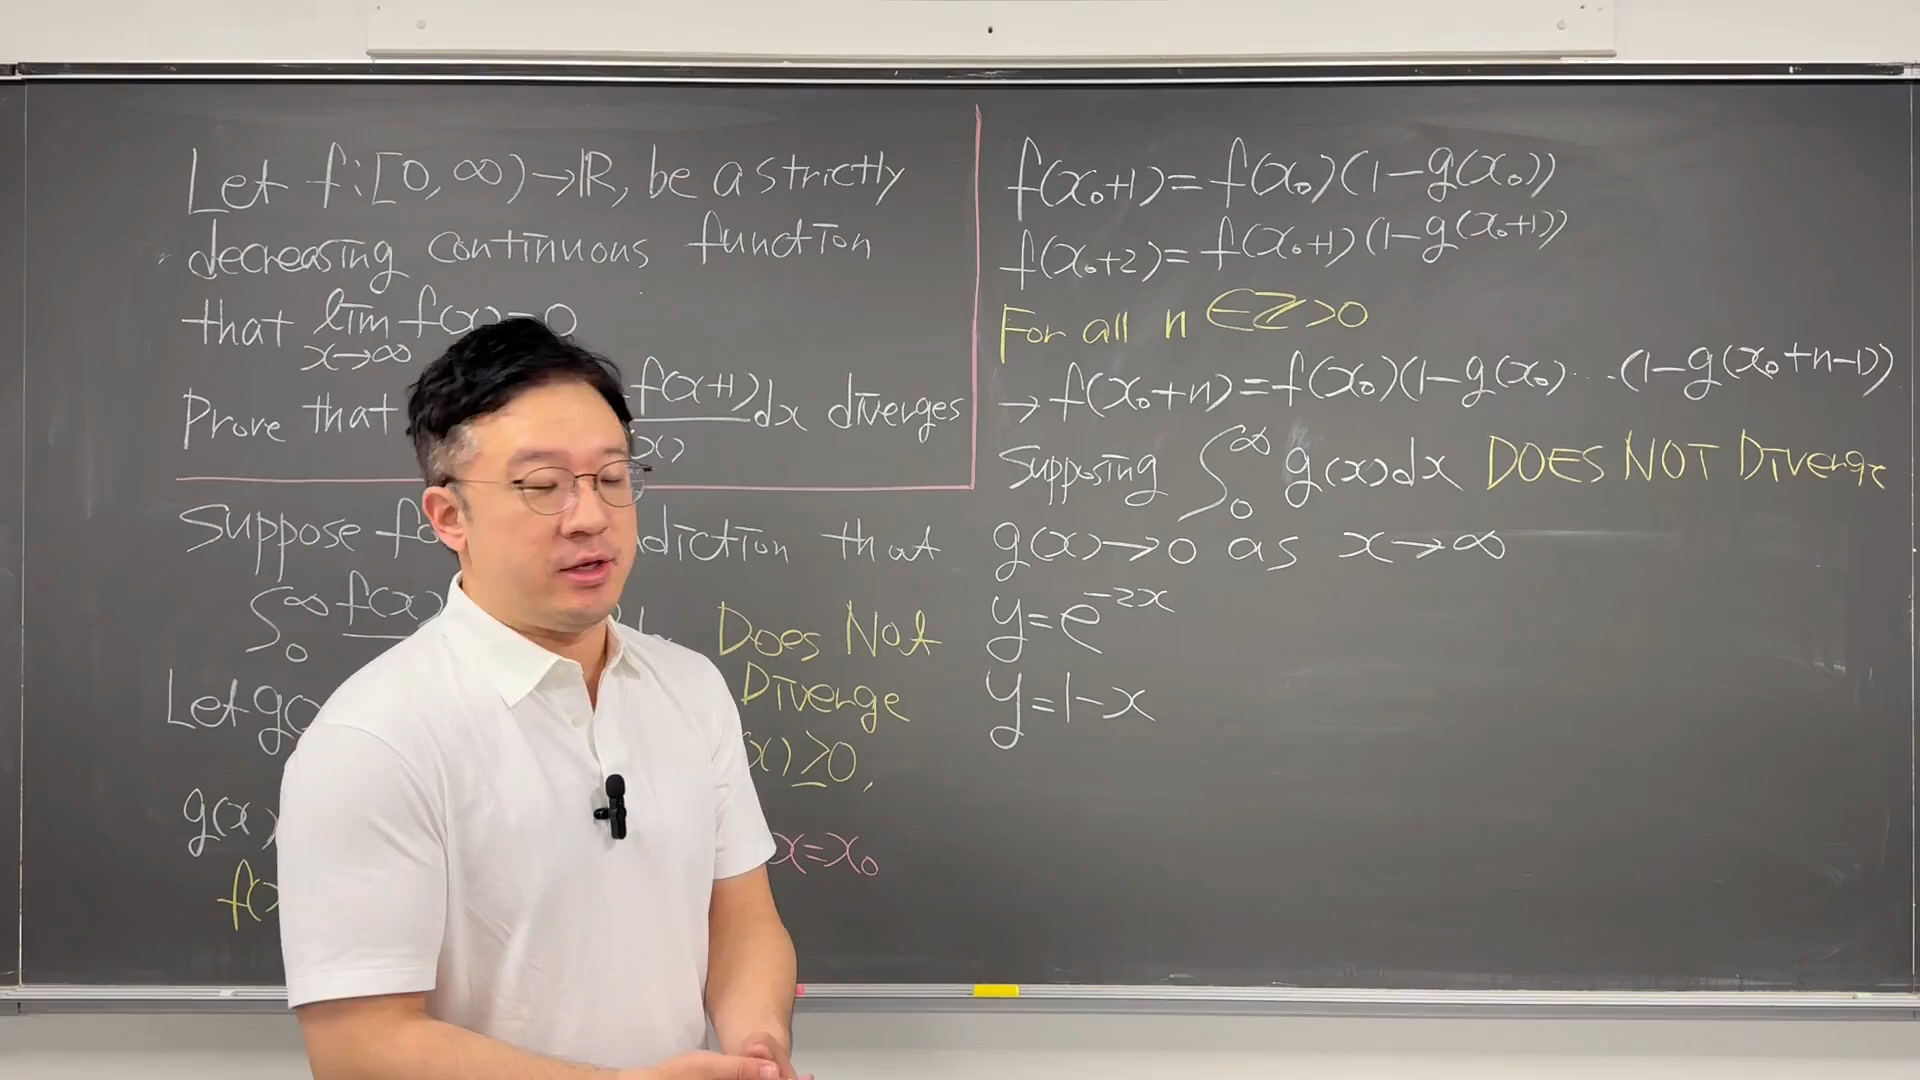 Let f:[0,∞)→ℝ, be a strictly
decreasing continuous function
that lim f(x)=0
x→∞
Prove that f(x+1) dx diverges
Suppose that
∫₀^∞ f(x) Does Not
Diverge
Let g
≥0,
g(x)
x=x₀
f(x
f(x₀+1)=f(x₀)(1-g(x₀))
f(x₀+2)=f(x₀+1)(1-g(x₀+1))
For all n ∈ℤ>0
→f(x₀+n)=f(x₀)(1-g(x₀)...(1-g(x₀+n-1))
Supposing ∫₀^∞ g(x)dx DOES NOT Diverge
g(x)→0 as x→∞
y=e^-2x
y=1-x